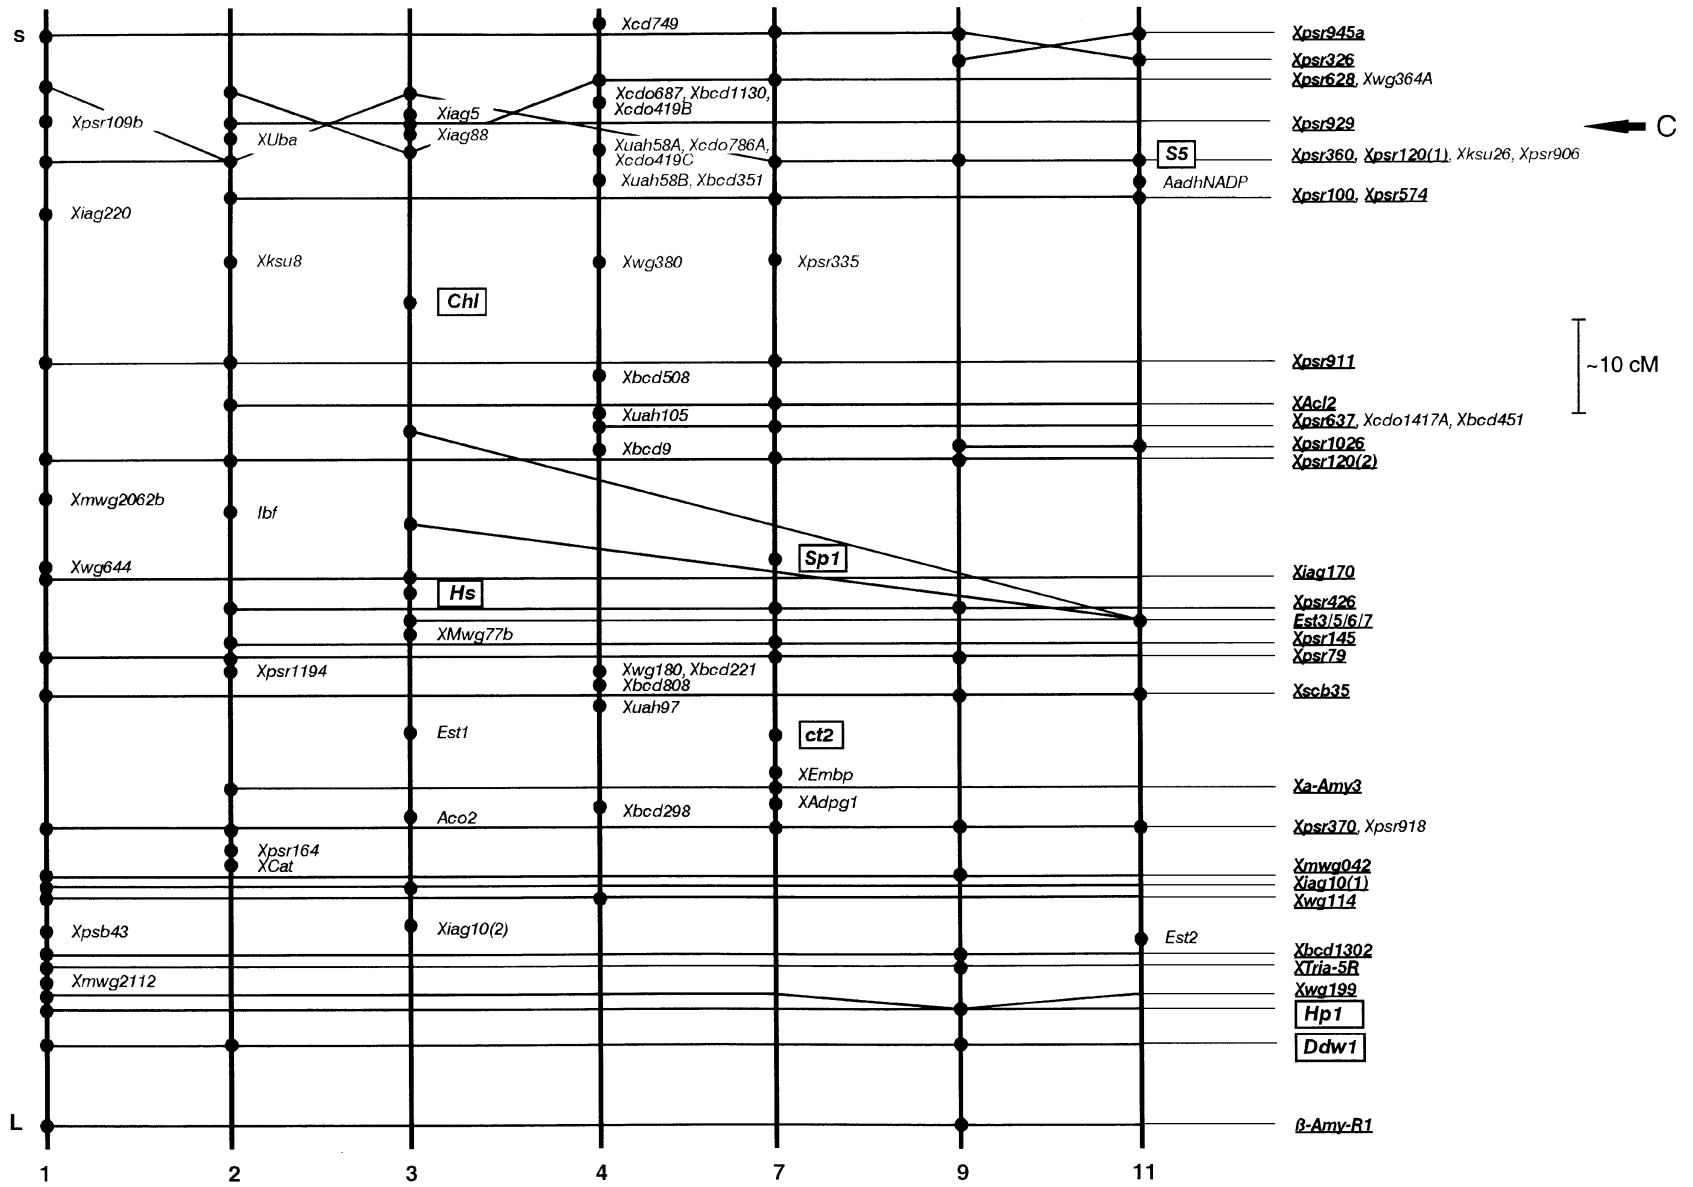 Xcd749
S
Xpsr945a
Xpsr326
Xpsr628, Xwg364A
Xcdo687, Xbcd1130,
Xcdo419B
Xiag5
Xpsr109b
Xpsr929
C
Xiag88
XUba
Xuah58A, Xcdo786A,
Xcdo419C
S5
Xpsr360, Xpsr120(1), Xksu26, Xpsr906
Xuah58B, Xbcd351
AadhNADP
Xpsr100, Xpsr574
Xiag220
Xksu8
Xwg380
Xpsr335
Chl
Xpsr911
~10 cM
Xbcd508
XAcl2
Xuah105
Xpsr637, Xcdo1417A, Xbcd451
Xpsr1026
Xbcd9
Xpsr120(2)
Xmwg2062b
Ibf
Sp1
Xwg644
Xiag170
Hs
Xpsr426
Est3/5/6/7
XMwg77b
Xpsr145
Xpsr79
Xpsr1194
Xwg180, Xbcd221
Xbcd808
Xscb35
Xuah97
Est1
ct2
XEmbp
Xa-Amy3
XAdpg1
Xbcd298
Aco2
Xpsr370, Xpsr918
Xpsr164
XCat
Xmwg042
Xiag10(1)
Xwg114
Xpsb43
Xiag10(2)
Est2
Xbcd1302
XTria-5R
Xmwg2112
Xwg199
Hp1
Ddw1
L
ß-Amy-R1
1 2 3 4 7 9 11